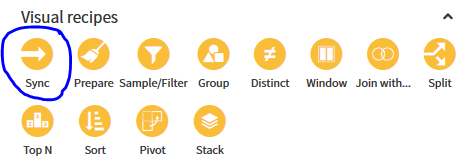 Visual recipes
Sync Prepare Sample/Filter Group Distinct Window Join with... Split
Top N Sort Pivot Stack